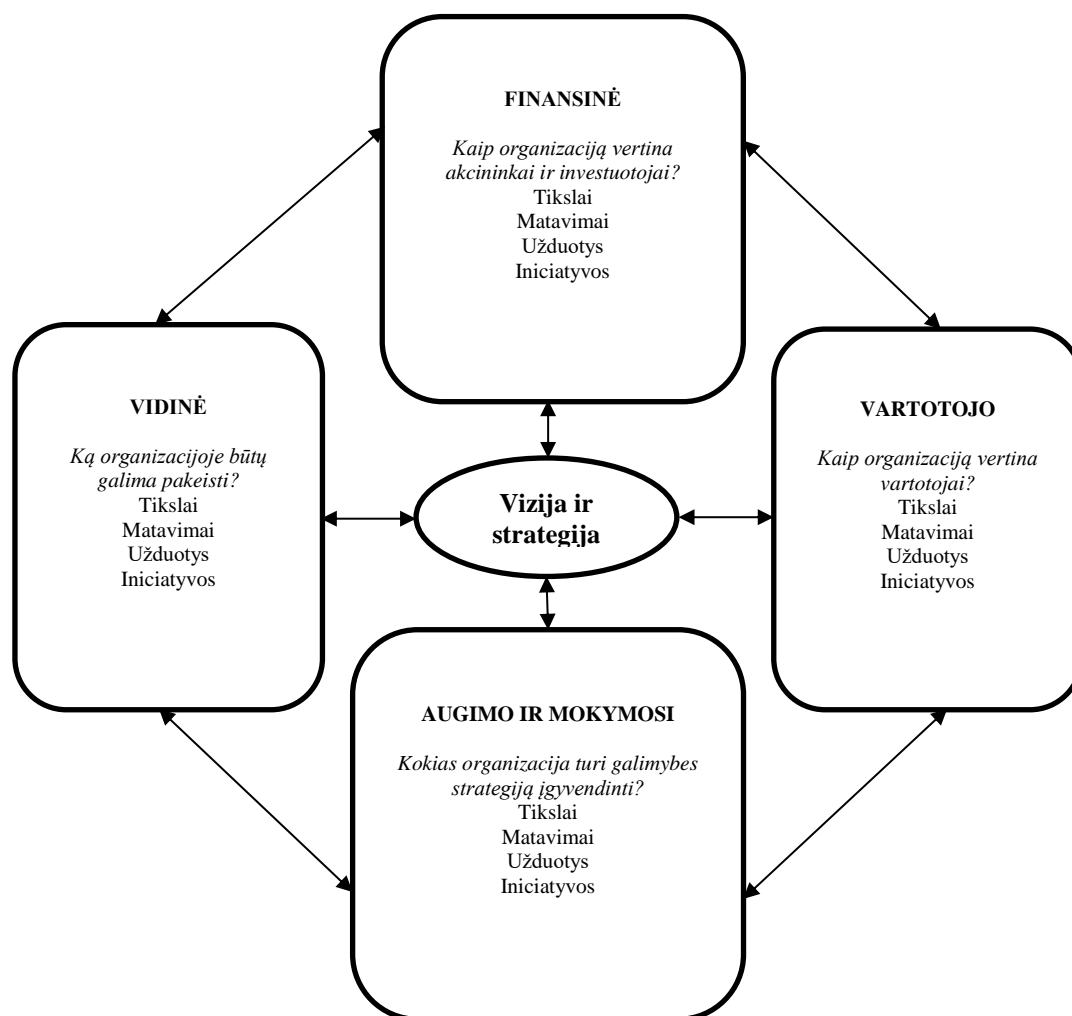 FINANSINĖ
Kaip organizaciją vertina
akcininkai ir investuotojai?
Tikslai
Matavimai
Užduotys
Iniciatyvos
VIDINĖ
Ką organizacijoje būtų
galima pakeisti?
Tikslai
Matavimai
Užduotys
Iniciatyvos
Vizija ir
strategija
VARTOTOJO
Kaip organizaciją vertina
vartotojai?
Tikslai
Matavimai
Užduotys
Iniciatyvos
AUGIMO IR MOKYMOSI
Kokias organizacija turi galimybes
strategiją įgyvendinti?
Tikslai
Matavimai
Užduotys
Iniciatyvos